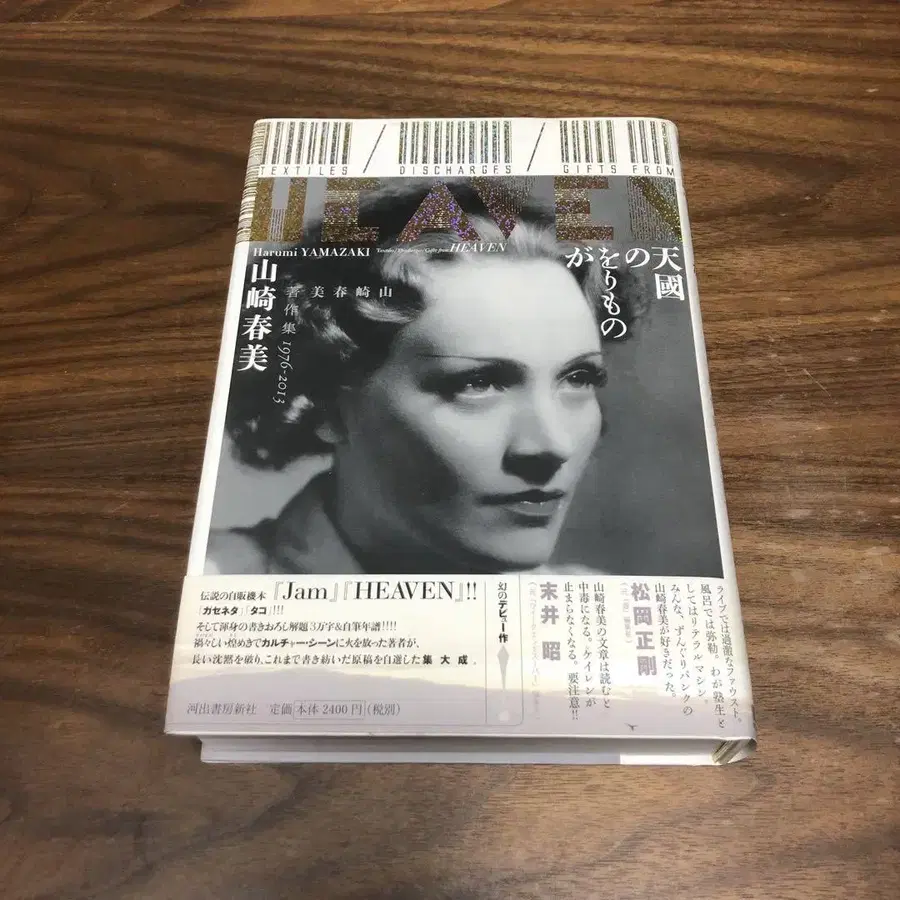 TEXTILES / DISCHARGES / GIFTS FROM
HEAVEN
Harumi YAMAZAKI
Textiles / Discharges / Gifts from HEAVEN
天國
の
をりもの
が
山崎春美
山崎春美
著作集 1976-2013
伝説の自販機本『Jam』『HEAVEN』!!
「ガセネタ」「タコ」!!!
そして渾身の書きおろし解題3万字&自筆年譜!!!!
禍々しい煌めきでカルチャー・シーンに火を放った著者が、
長い沈黙を破り、これまで書き紡いだ原稿を自選した集大成。
河出書房新社 定価 本体2400円(税別)
幻のデビュー作
ライブでは過激なファウスト。
風呂では弥勒。わが塾生と
してはリテラルマシン。
みんな、ずんぐりパンクの
山崎春美が好きだった。
松岡正剛
山崎春美の文章は読むと
中毒になる。ケイレンが
止まらなくなる。要注意!!
末井 昭